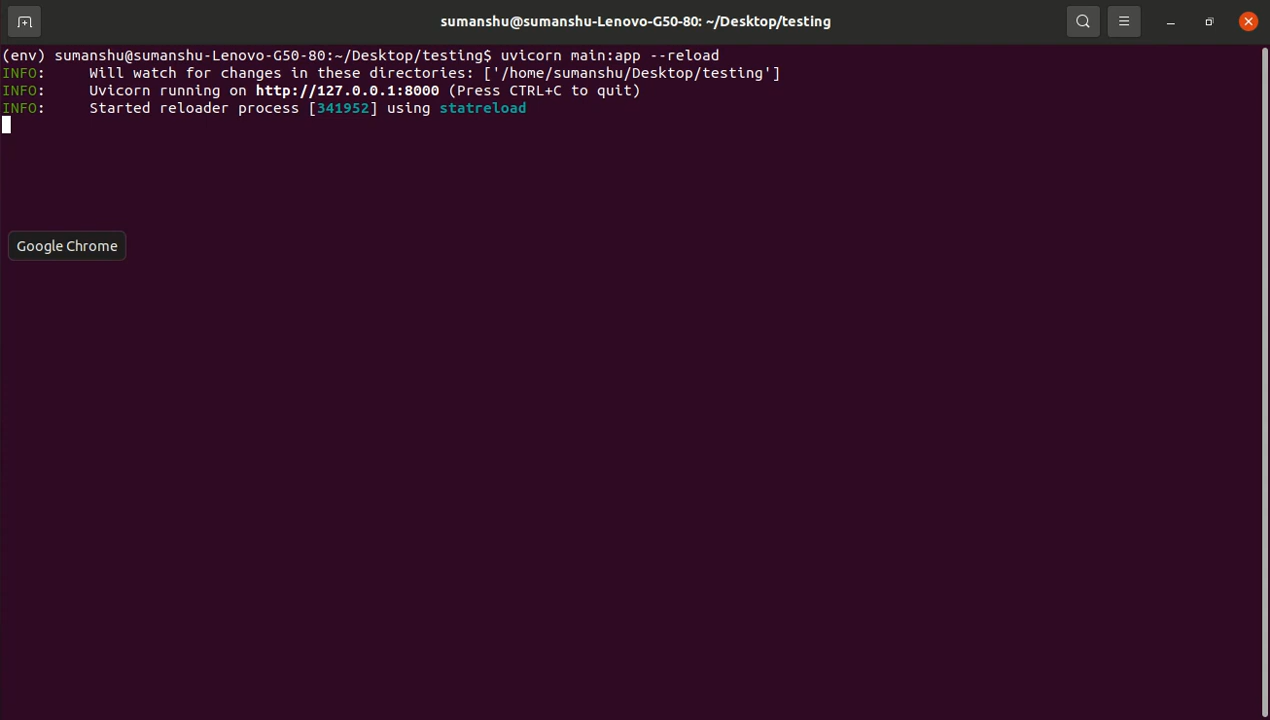 sumanshu@sumanshu-Lenovo-G50-80: ~/Desktop/testing
(env) sumanshu@sumanshu-Lenovo-G50-80:~/Desktop/testing$ uvicorn main:app --reload
INFO:     Will watch for changes in these directories: ['/home/sumanshu/Desktop/testing']
INFO:     Uvicorn running on http://127.0.0.1:8000 (Press CTRL+C to quit)
INFO:     Started reloader process [341952] using statreload
Google Chrome